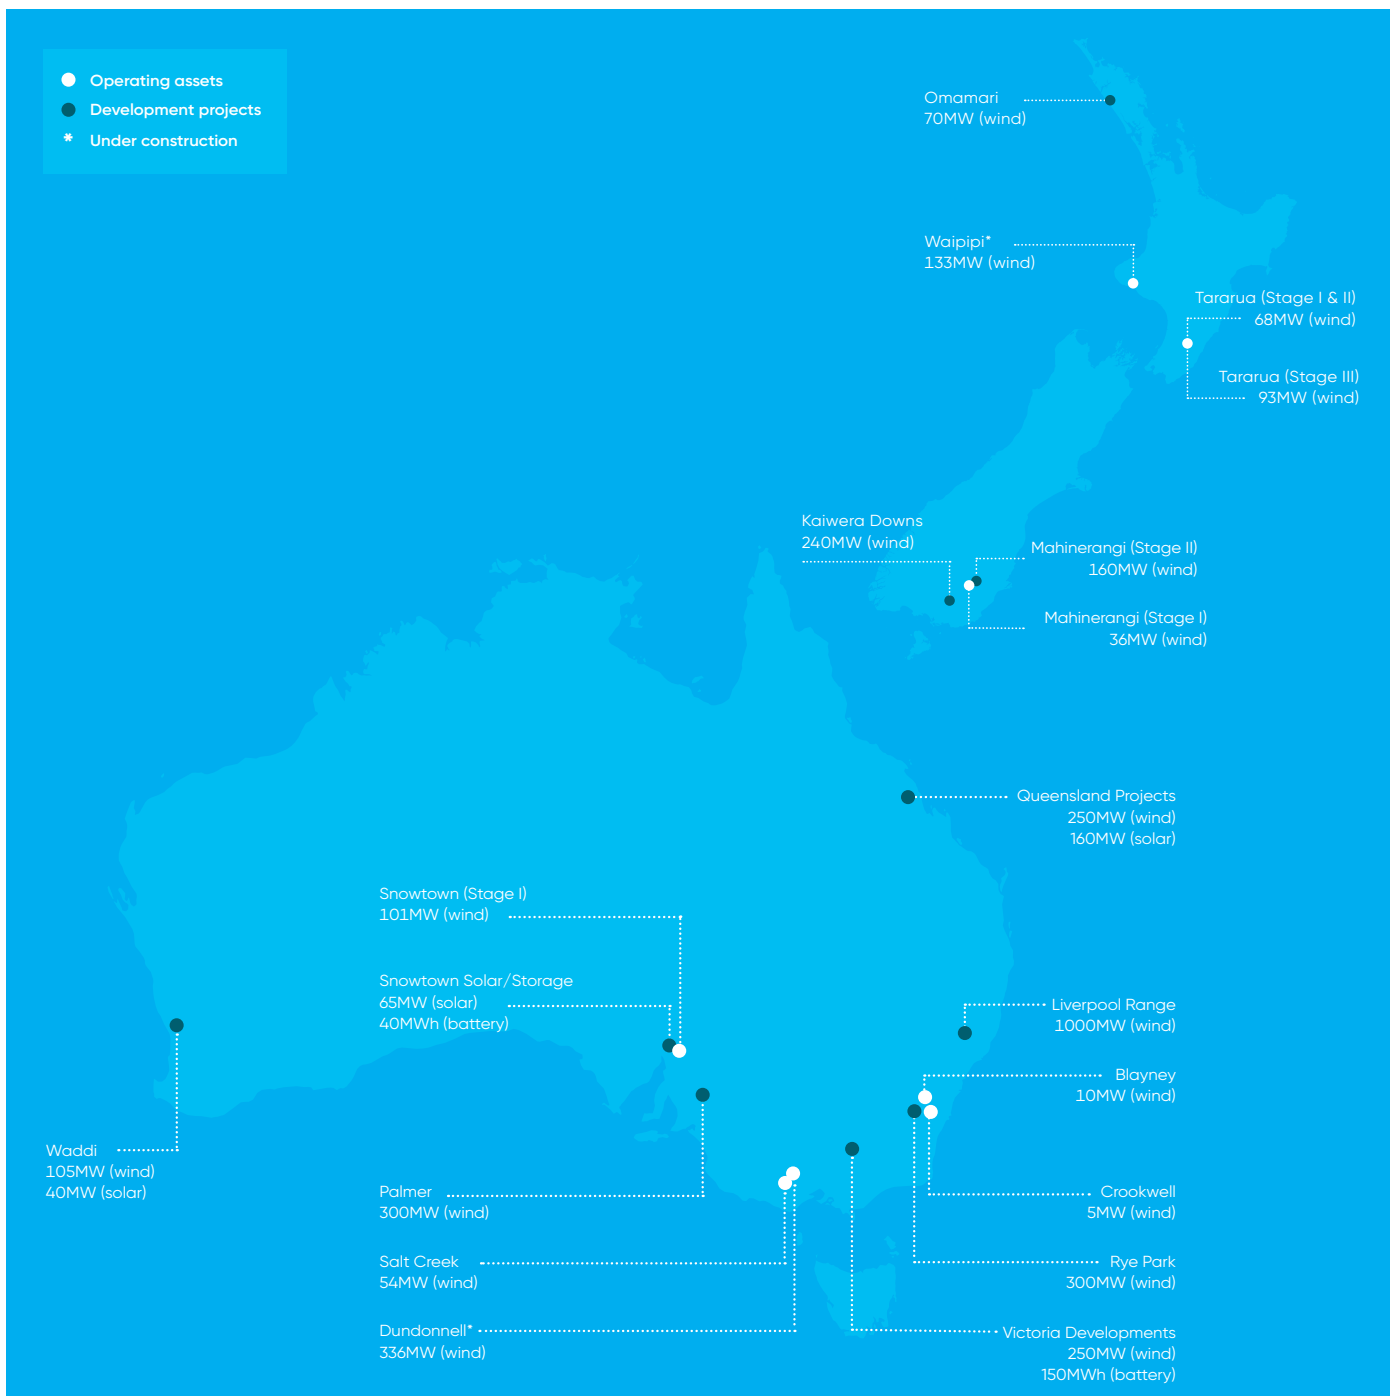 Operating assets
Development projects
* Under construction
Omamari
70MW (wind)
Waipipi*
133MW (wind)
Tararua (Stage I & II)
68MW (wind)
Tararua (Stage III)
93MW (wind)
Kaiwera Downs
240MW (wind)
Mahinerangi (Stage II)
160MW (wind)
Mahinerangi (Stage I)
36MW (wind)
Queensland Projects
250MW (wind)
160MW (solar)
Snowtown (Stage I)
101MW (wind)
Snowtown Solar/Storage
65MW (solar)
40MWh (battery)
Liverpool Range
1000MW (wind)
Blayney
10MW (wind)
Waddi
105MW (wind)
40MW (solar)
Palmer
300MW (wind)
Crookwell
5MW (wind)
Salt Creek
54MW (wind)
Rye Park
300MW (wind)
Dundonnell*
336MW (wind)
Victoria Developments
250MW (wind)
150MWh (battery)